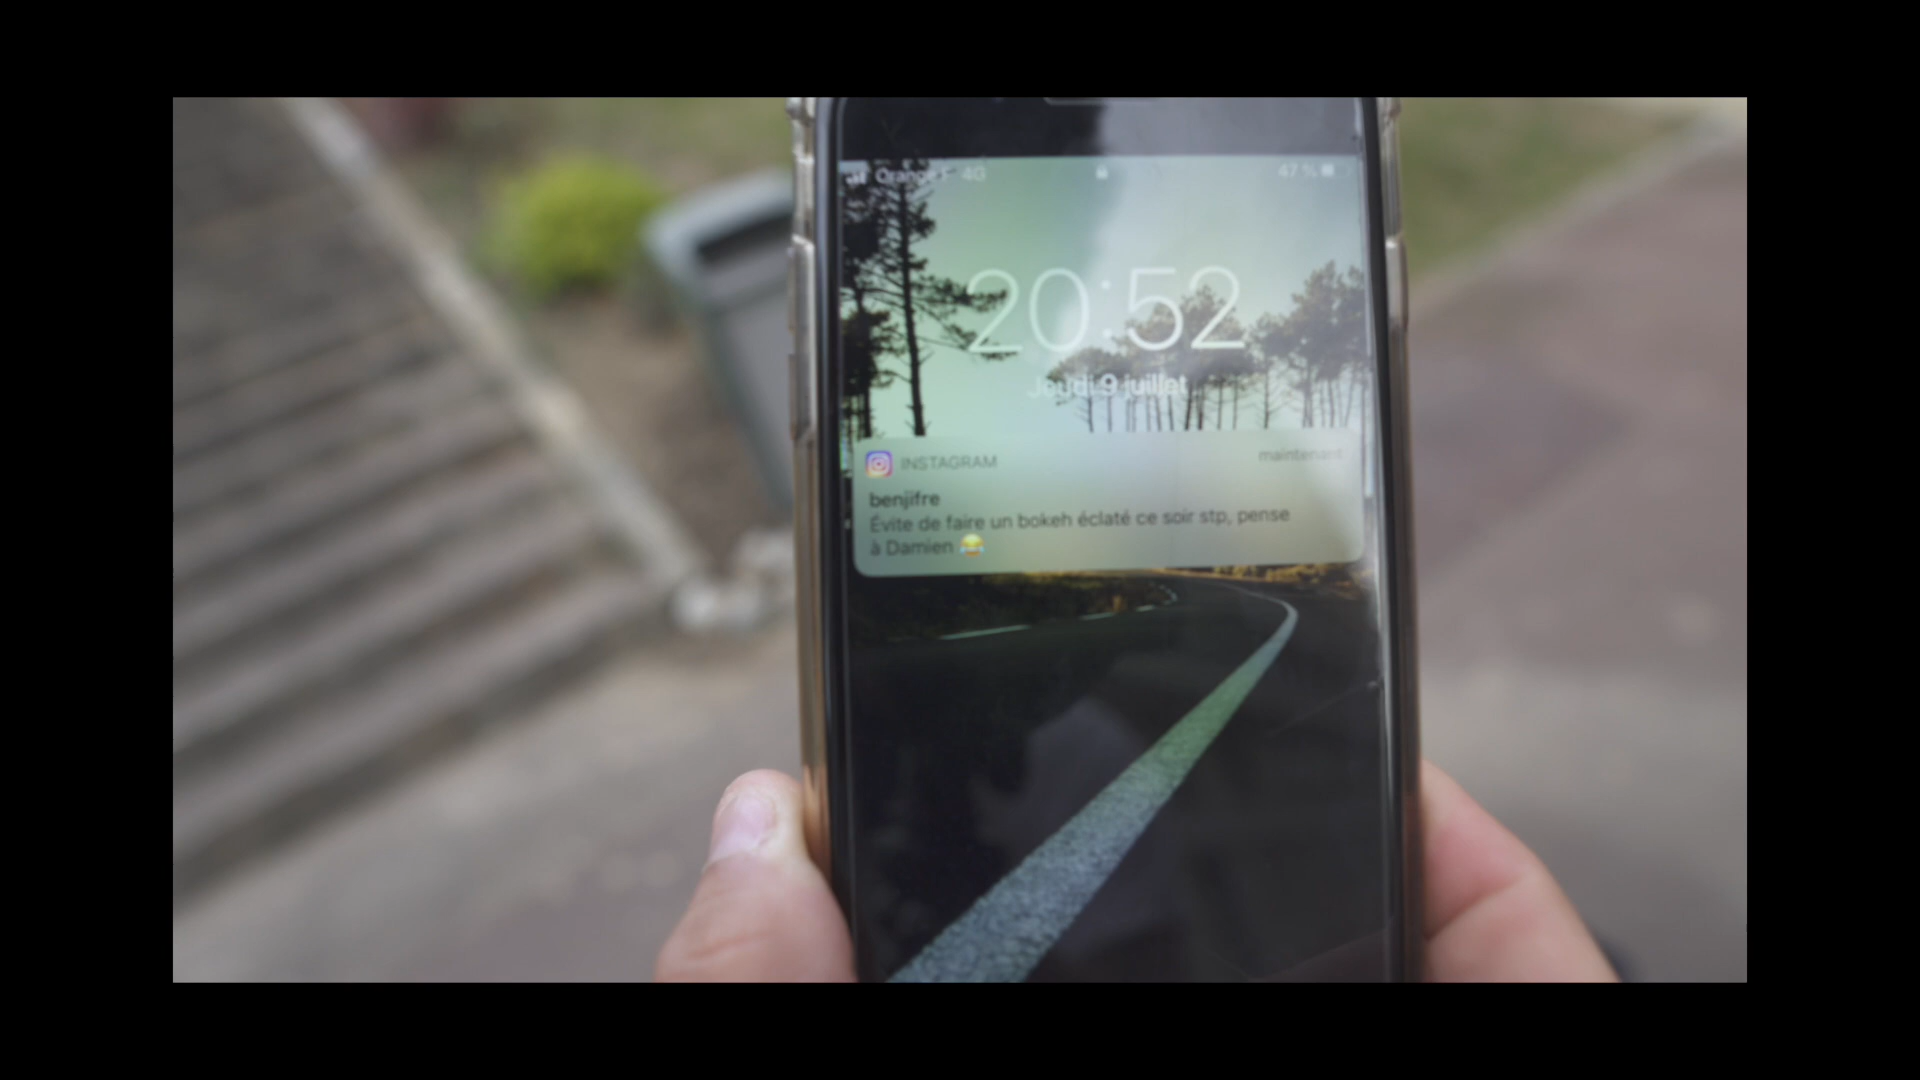 Orange F 4G 47 %
20:52
Jeudi 9 juillet
INSTAGRAM maintenant
benjifre
Évite de faire un bokeh éclaté ce soir stp, pense
à Damien 😂